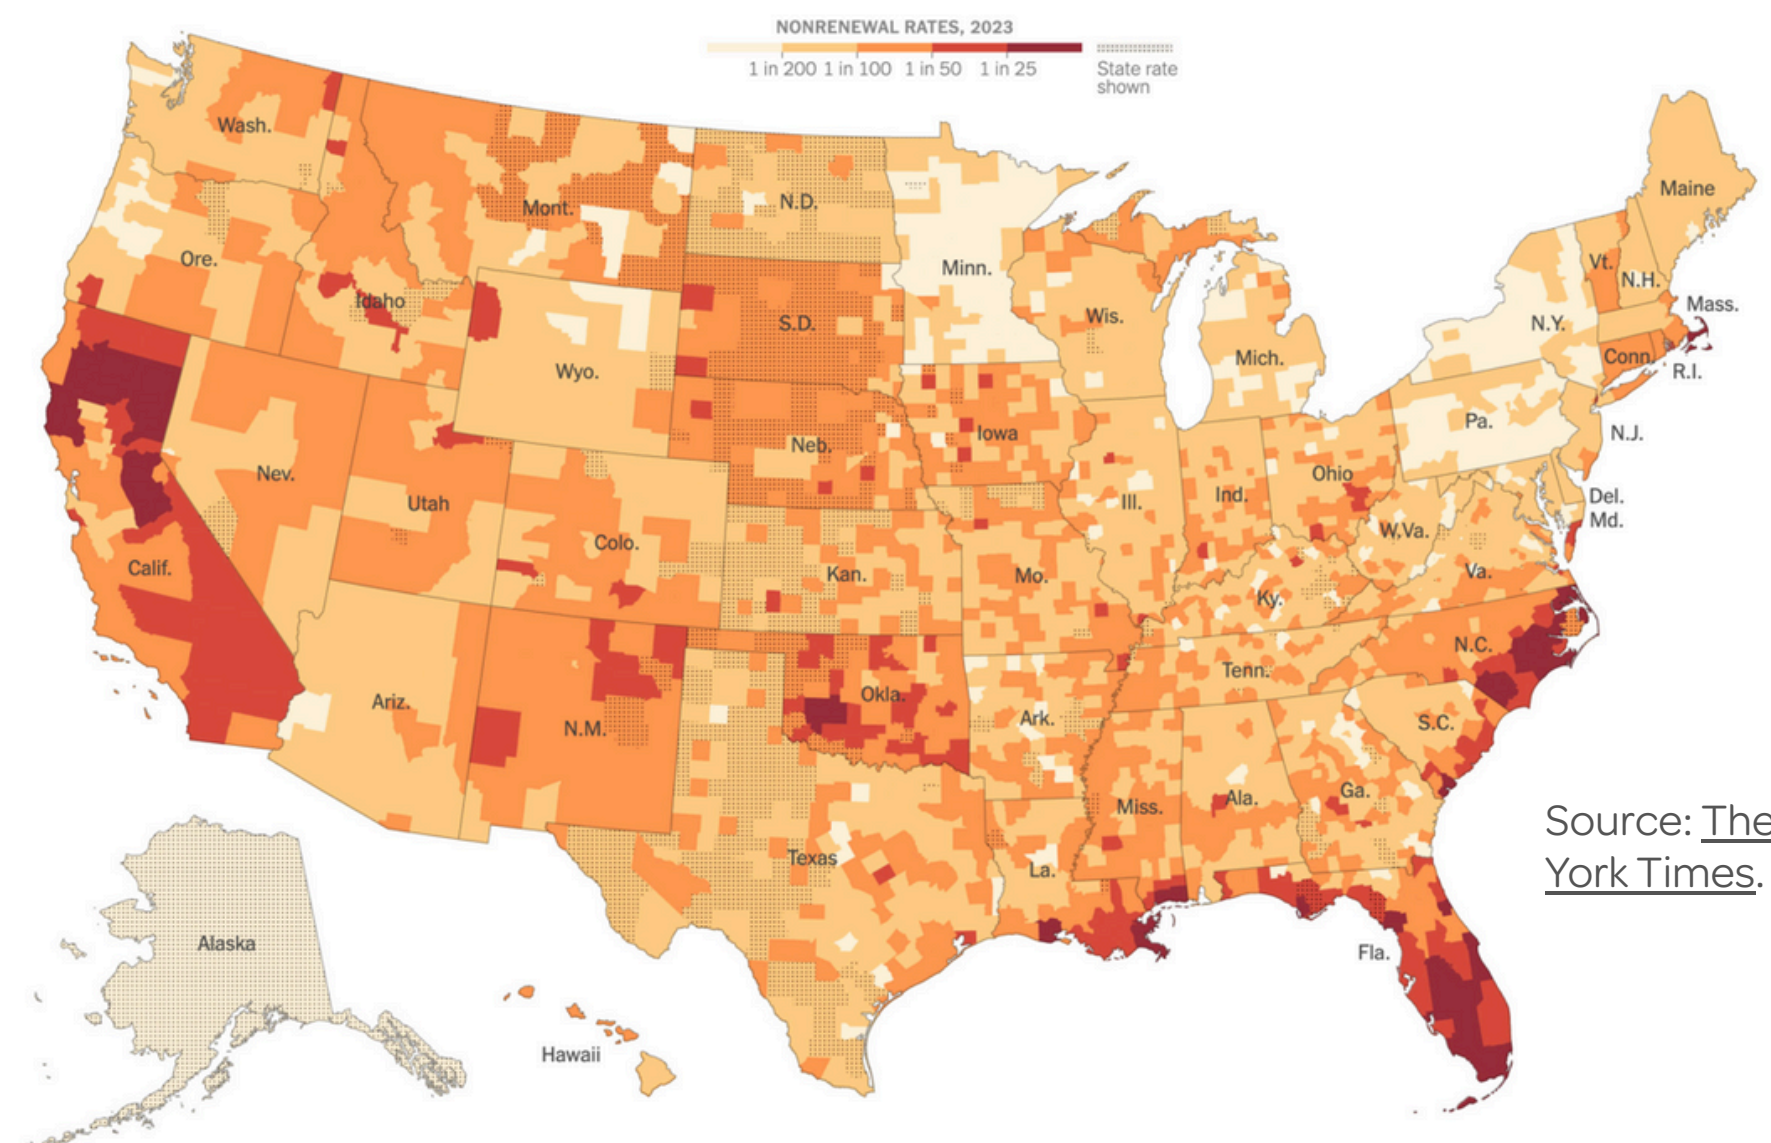 NONRENEWAL RATES, 2023
1 in 200 1 in 100 1 in 50 1 in 25
State rate
shown
Wash.
Mont.
N.D.
Maine
Ore.
Minn.
Vt.
N.H.
Idaho
Mass.
S.D.
Wis.
N.Y.
Wyo.
Mich.
Conn.
R.I.
Pa.
Iowa
N.J.
Neb.
Nev.
Ohio
Utah
Ill.
Ind.
Del.
Md.
W.Va.
Colo.
Calif.
Kan.
Mo.
Va.
Ky.
N.C.
Tenn.
Okla.
Ariz.
N.M.
Ark.
S.C.
Miss.
Ala.
Ga.
Source: The
York Times.
Texas
La.
Alaska
Fla.
Hawaii